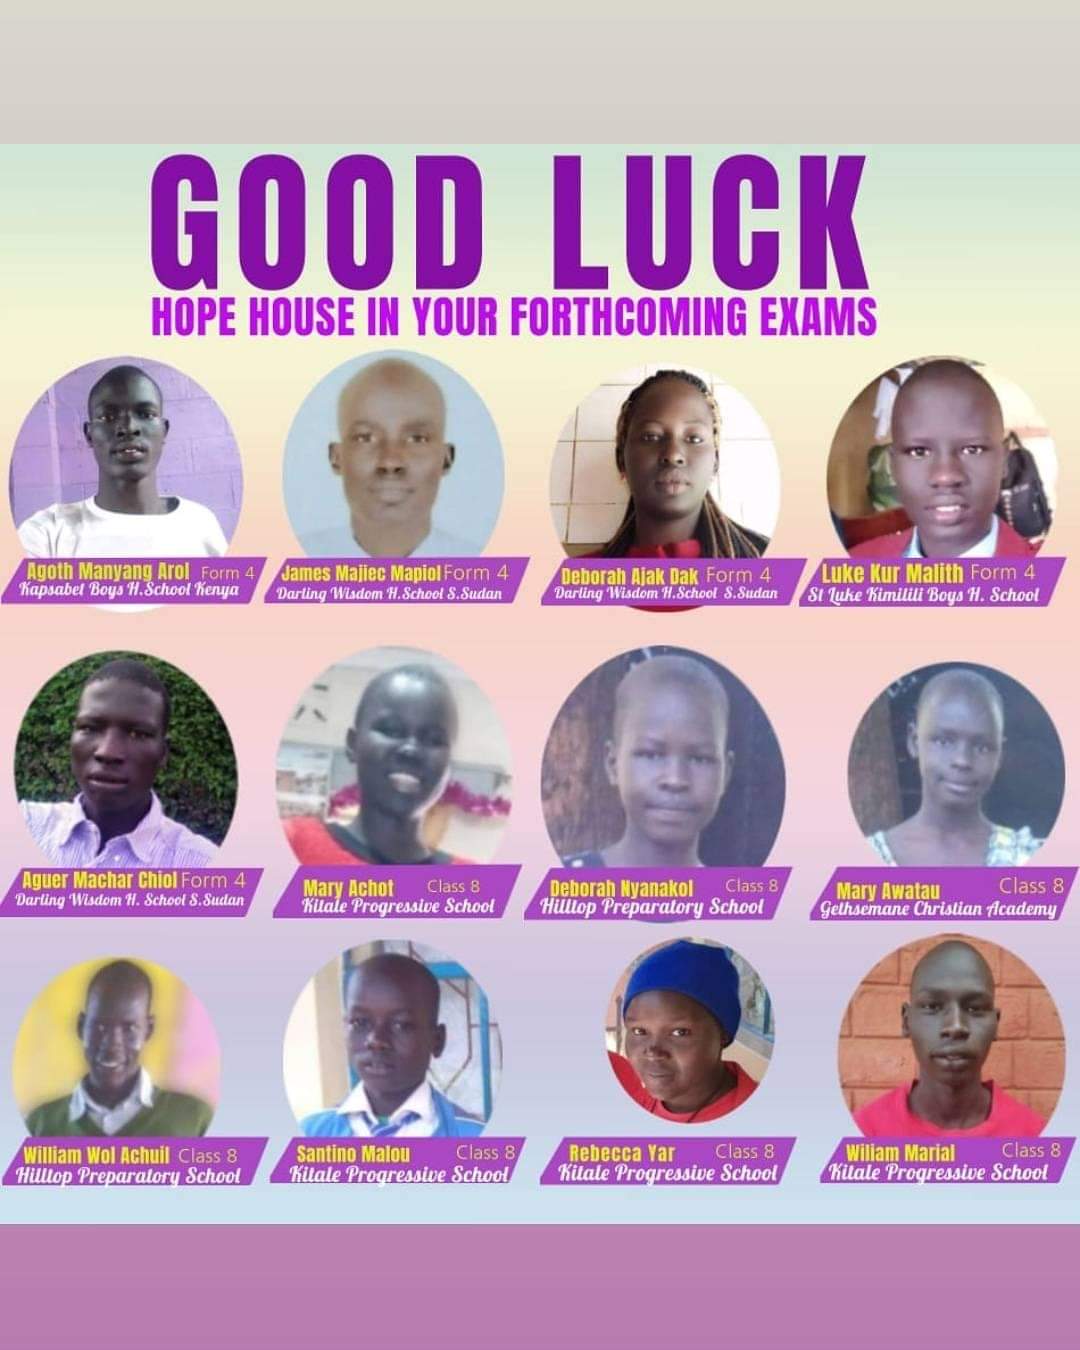 GOOD LUCK
HOPE HOUSE IN YOUR FORTHCOMING EXAMS
Agoth Manyang Arol Form 4
Kapsabet Boys H.School Kenya
James Majiec Mapiol Form 4
Darling Wisdom H.School S.Sudan
Deborah Ajak Dak Form 4
Darling Wisdom H.School S.Sudan
Luke Kur Malith Form 4
St Luke Kimilili Boys H. School
Aguer Machar Chiol Form 4
Darling Wisdom H. School S.Sudan
Mary Achot Class 8
Kitale Progressive School
Deborah Nyanakol Class 8
Hilltop Preparatory School
Mary Awatau Class 8
Gethsemane Christian Academy
William Wol Achuil Class 8
Hilltop Preparatory School
Santino Malou Class 8
Kitale Progressive School
Rebecca Yar Class 8
Kitale Progressive School
Wiliam Marial Class 8
Kitale Progressive School